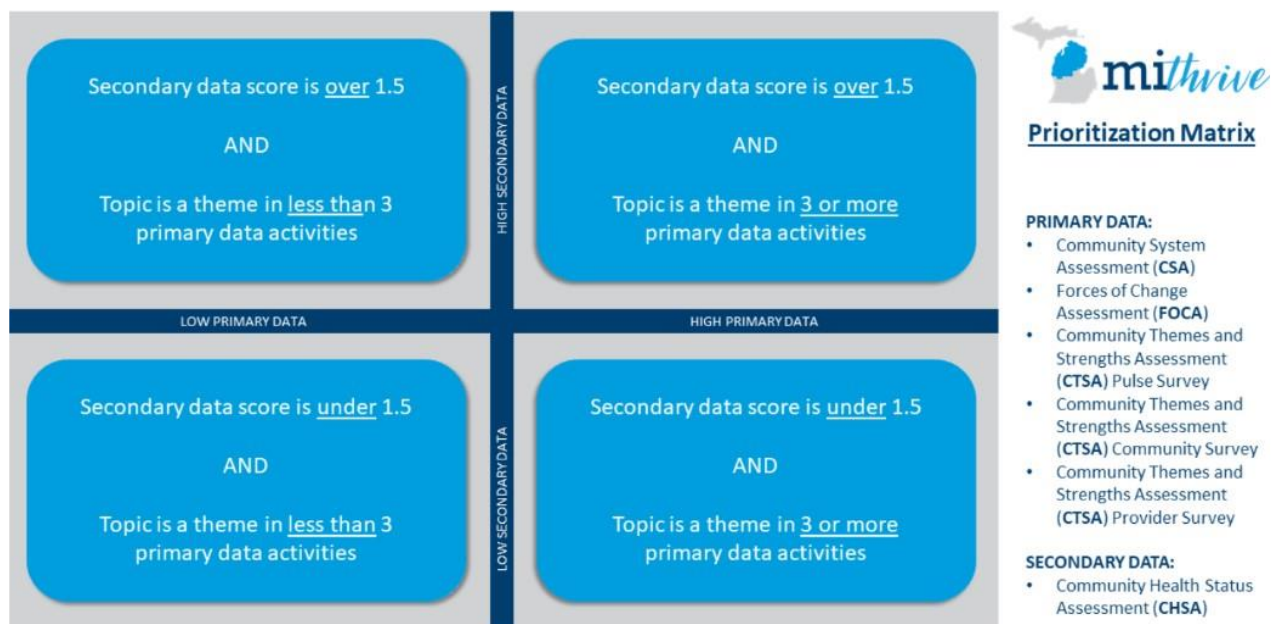 Secondary data score is over 1.5
AND
Topic is a theme in less than 3
primary data activities
HIGH SECONDARY DATA
Secondary data score is over 1.5
AND
Topic is a theme in 3 or more
primary data activities
LOW PRIMARY DATA
HIGH PRIMARY DATA
Secondary data score is under 1.5
AND
Topic is a theme in less than 3
primary data activities
LOW SECONDARY DATA
Secondary data score is under 1.5
AND
Topic is a theme in 3 or more
primary data activities
mithrive
Prioritization Matrix
PRIMARY DATA:
• Community System
Assessment (CSA)
• Forces of Change
Assessment (FOCA)
• Community Themes and
Strengths Assessment
(CTSA) Pulse Survey
• Community Themes and
Strengths Assessment
(CTSA) Community Survey
• Community Themes and
Strengths Assessment
(CTSA) Provider Survey
SECONDARY DATA:
• Community Health Status
Assessment (CHSA)